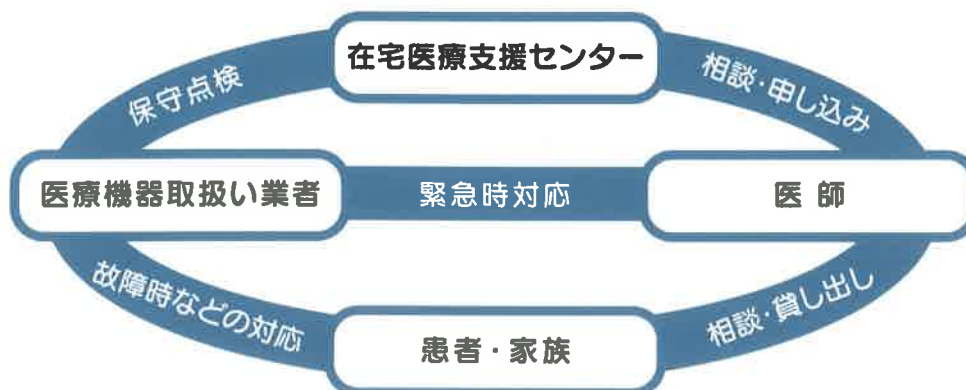 在宅医療支援センター
保守点検
相談・申し込み
医療機器取扱い業者
緊急時対応
医師
故障時などの対応
相談・貸し出し
患者・家族